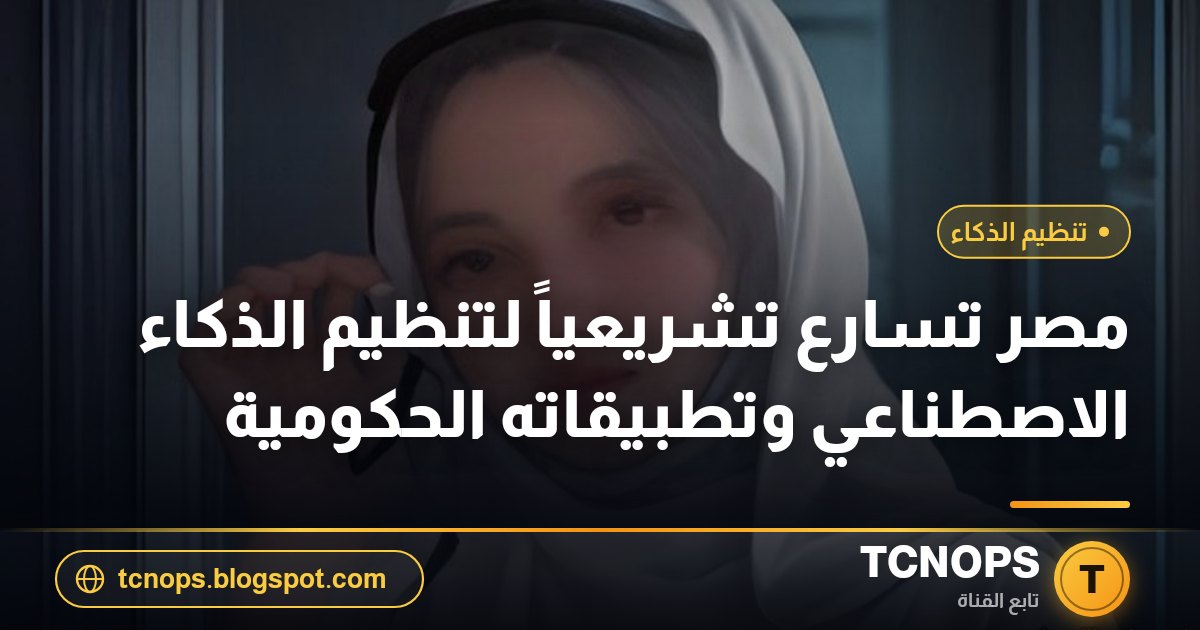 تنظيم الذكاء
مصر تسارع تشريعياً لتنظيم الذكاء
الاصطناعي وتطبيقاته الحكومية
TCNOPS
تابع القناة
T
tcnops.blogspot.com